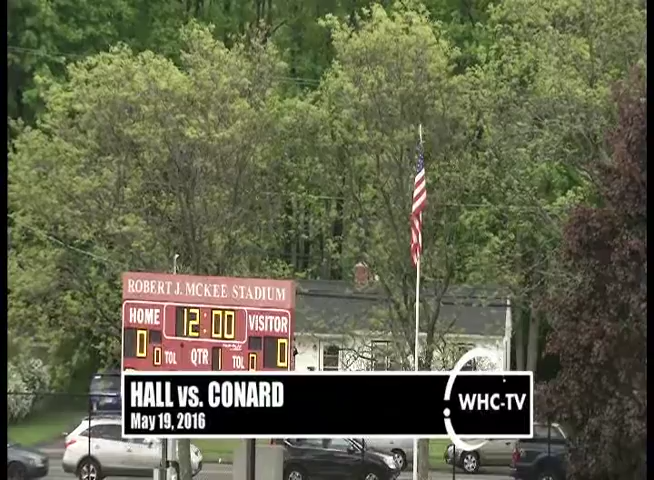 ROBERT J. MCKEE STADIUM
HOME 12:00 VISITOR
0 0 TOL QTR TOL 0
HALL vs. CONARD
May 19, 2016
WHC-TV